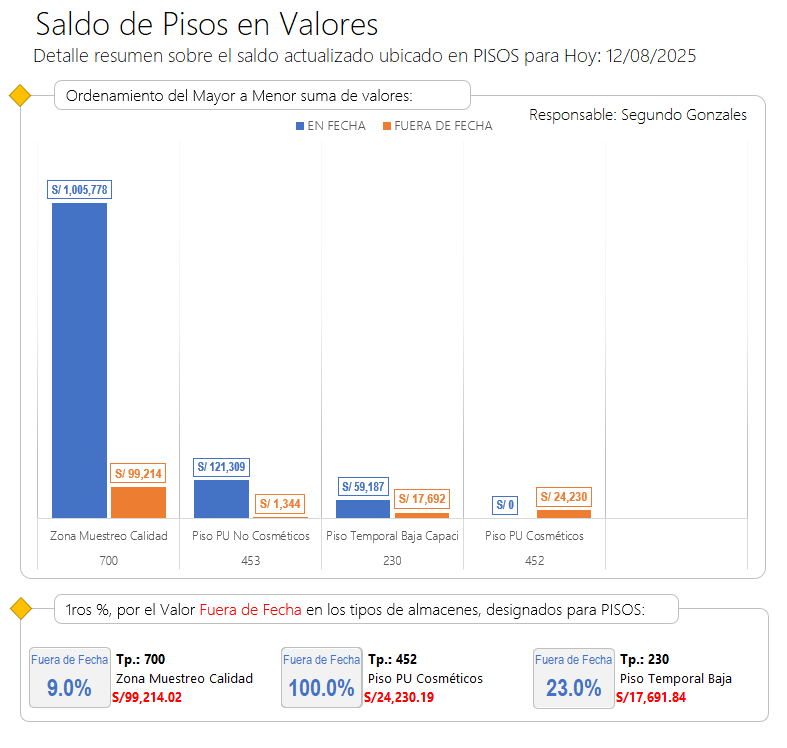 Saldo de Pisos en Valores
Detalle resumen sobre el saldo actualizado ubicado en PISOS para Hoy: 12/08/2025
Ordenamiento del Mayor a Menor suma de valores:
Responsable: Segundo Gonzales
EN FECHA FUERA DE FECHA
S/ 1,005,778
S/ 99,214
S/ 121,309
S/ 1,344
S/ 59,187
S/ 17,692
S/ 0
S/ 24,230
Zona Muestreo Calidad Piso PU No Cosméticos Piso Temporal Baja Capaci Piso PU Cosméticos
700 453 230 452
1ros %, por el Valor Fuera de Fecha en los tipos de almacenes, designados para PISOS:
Fuera de Fecha
9.0%
Tp.: 700
Zona Muestreo Calidad
S/99,214.02
Fuera de Fecha
100.0%
Tp.: 452
Piso PU Cosméticos
S/24,230.19
Fuera de Fecha
23.0%
Tp.: 230
Piso Temporal Baja
S/17,691.84